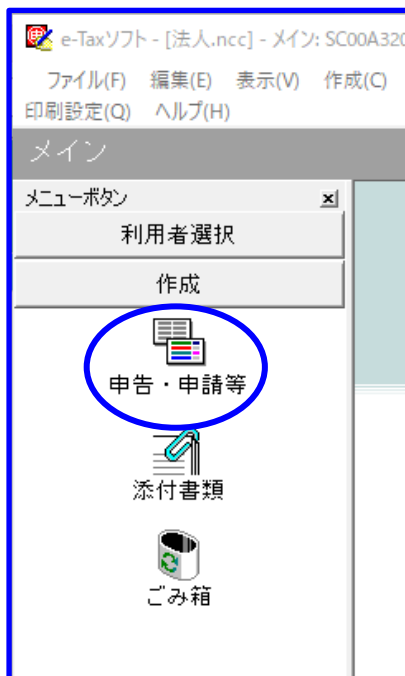 e-Taxソフト - [法人.ncc] - メイン: SC00A320
ファイル(F) 編集(E) 表示(V) 作成(C)
印刷設定(Q) ヘルプ(H)
メイン
メニューボタン
利用者選択
作成
申告・申請等
添付書類
ごみ箱